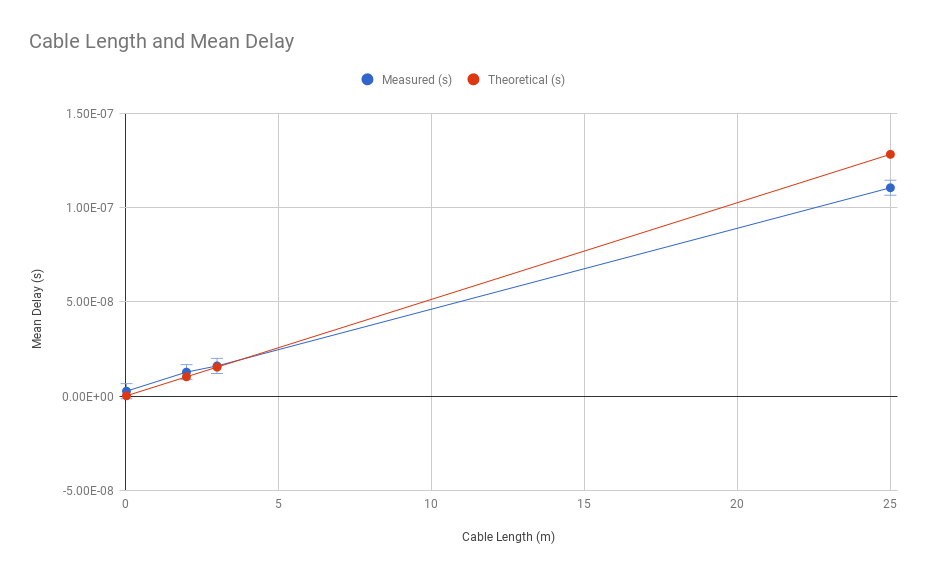 Cable Length and Mean Delay
Measured (s) Theoretical (s)
1.50E-07
1.00E-07
5.00E-08
0.00E+00
-5.00E-08
Mean Delay (s)
0 5 10 15 20 25
Cable Length (m)